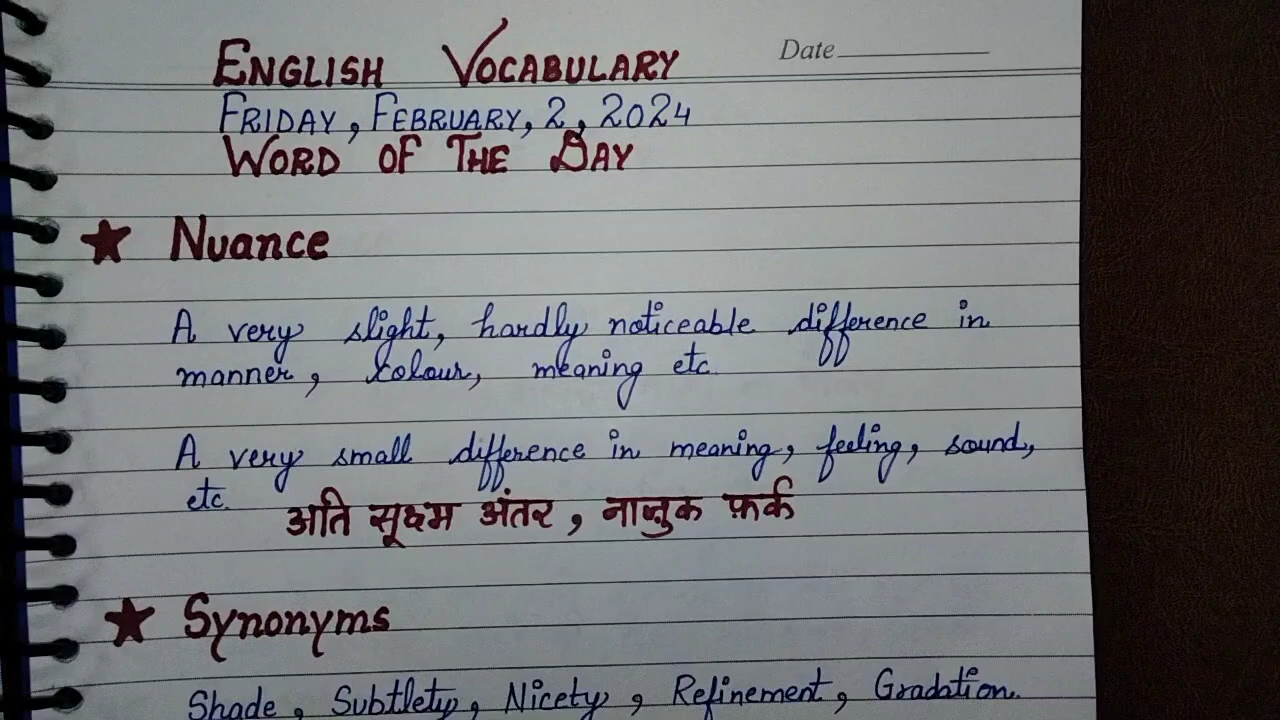 Date
ENGLISH VOCABULARY
FRIDAY, FEBRUARY, 2, 2024
WORD OF THE DAY
★ Nuance
A very slight, hardly noticeable difference in
manner, colour, meaning etc.
A very small difference in meaning, feeling, sound,
etc.
अति सूक्ष्म अंतर, नाज़ुक फ़र्क
★ Synonyms
Shade, Subtlety, Nicety, Refinement, Gradation.